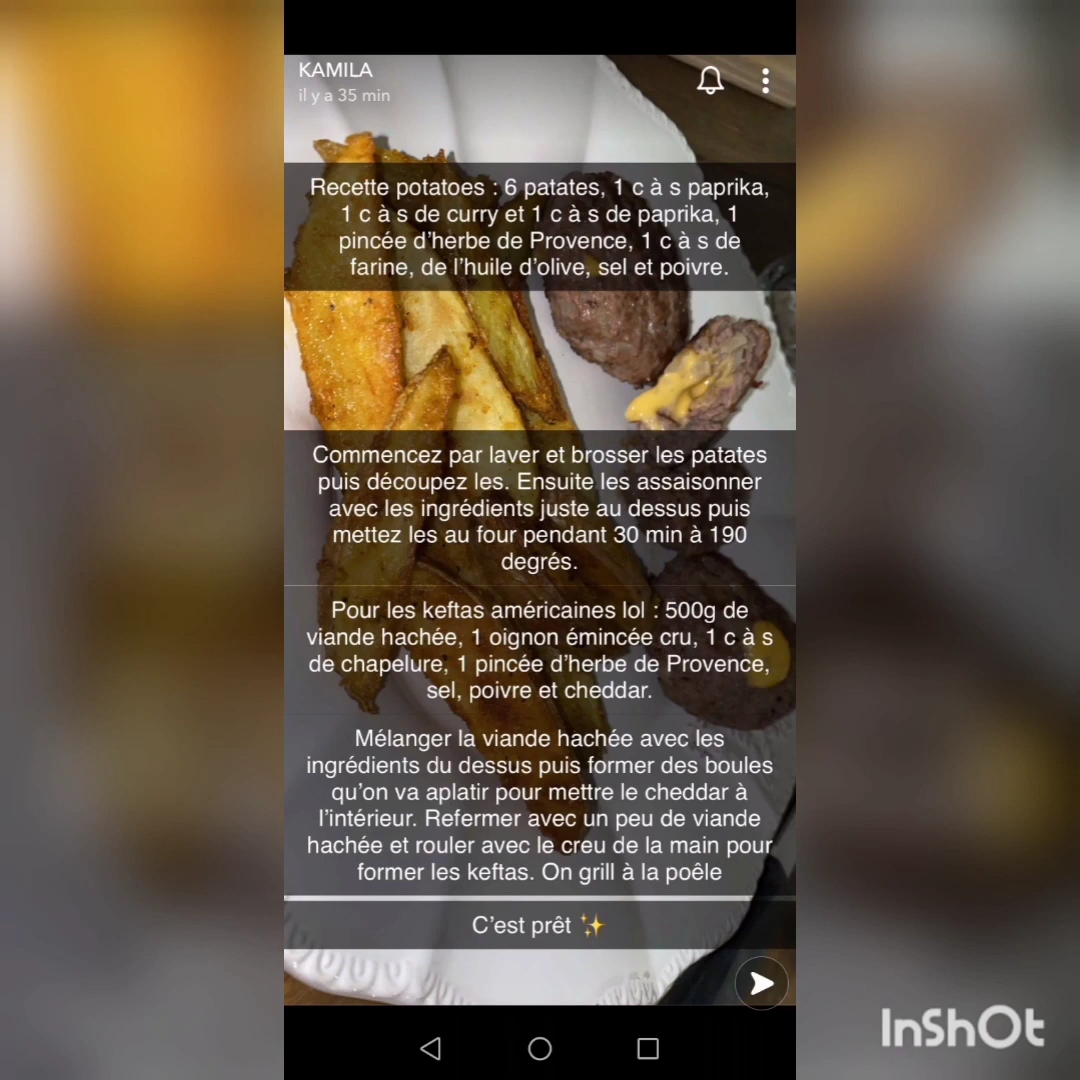 KAMILA
il y a 35 min
Recette potatoes : 6 patates, 1 c à s paprika,
1 c à s de curry et 1 c à s de paprika, 1
pincée d’herbe de Provence, 1 c à s de
farine, de l’huile d’olive, sel et poivre.
Commencez par laver et brosser les patates
puis découpez les. Ensuite les assaisonner
avec les ingrédients juste au dessus puis
mettez les au four pendant 30 min à 190
degrés.
Pour les keftas américaines lol : 500g de
viande hachée, 1 oignon émincée cru, 1 c à s
de chapelure, 1 pincée d’herbe de Provence,
sel, poivre et cheddar.
Mélanger la viande hachée avec les
ingrédients du dessus puis former des boules
qu’on va aplatir pour mettre le cheddar à
l’intérieur. Refermer avec un peu de viande
hachée et rouler avec le creu de la main pour
former les keftas. On grill à la poêle
C’est prêt ✨
InShOt